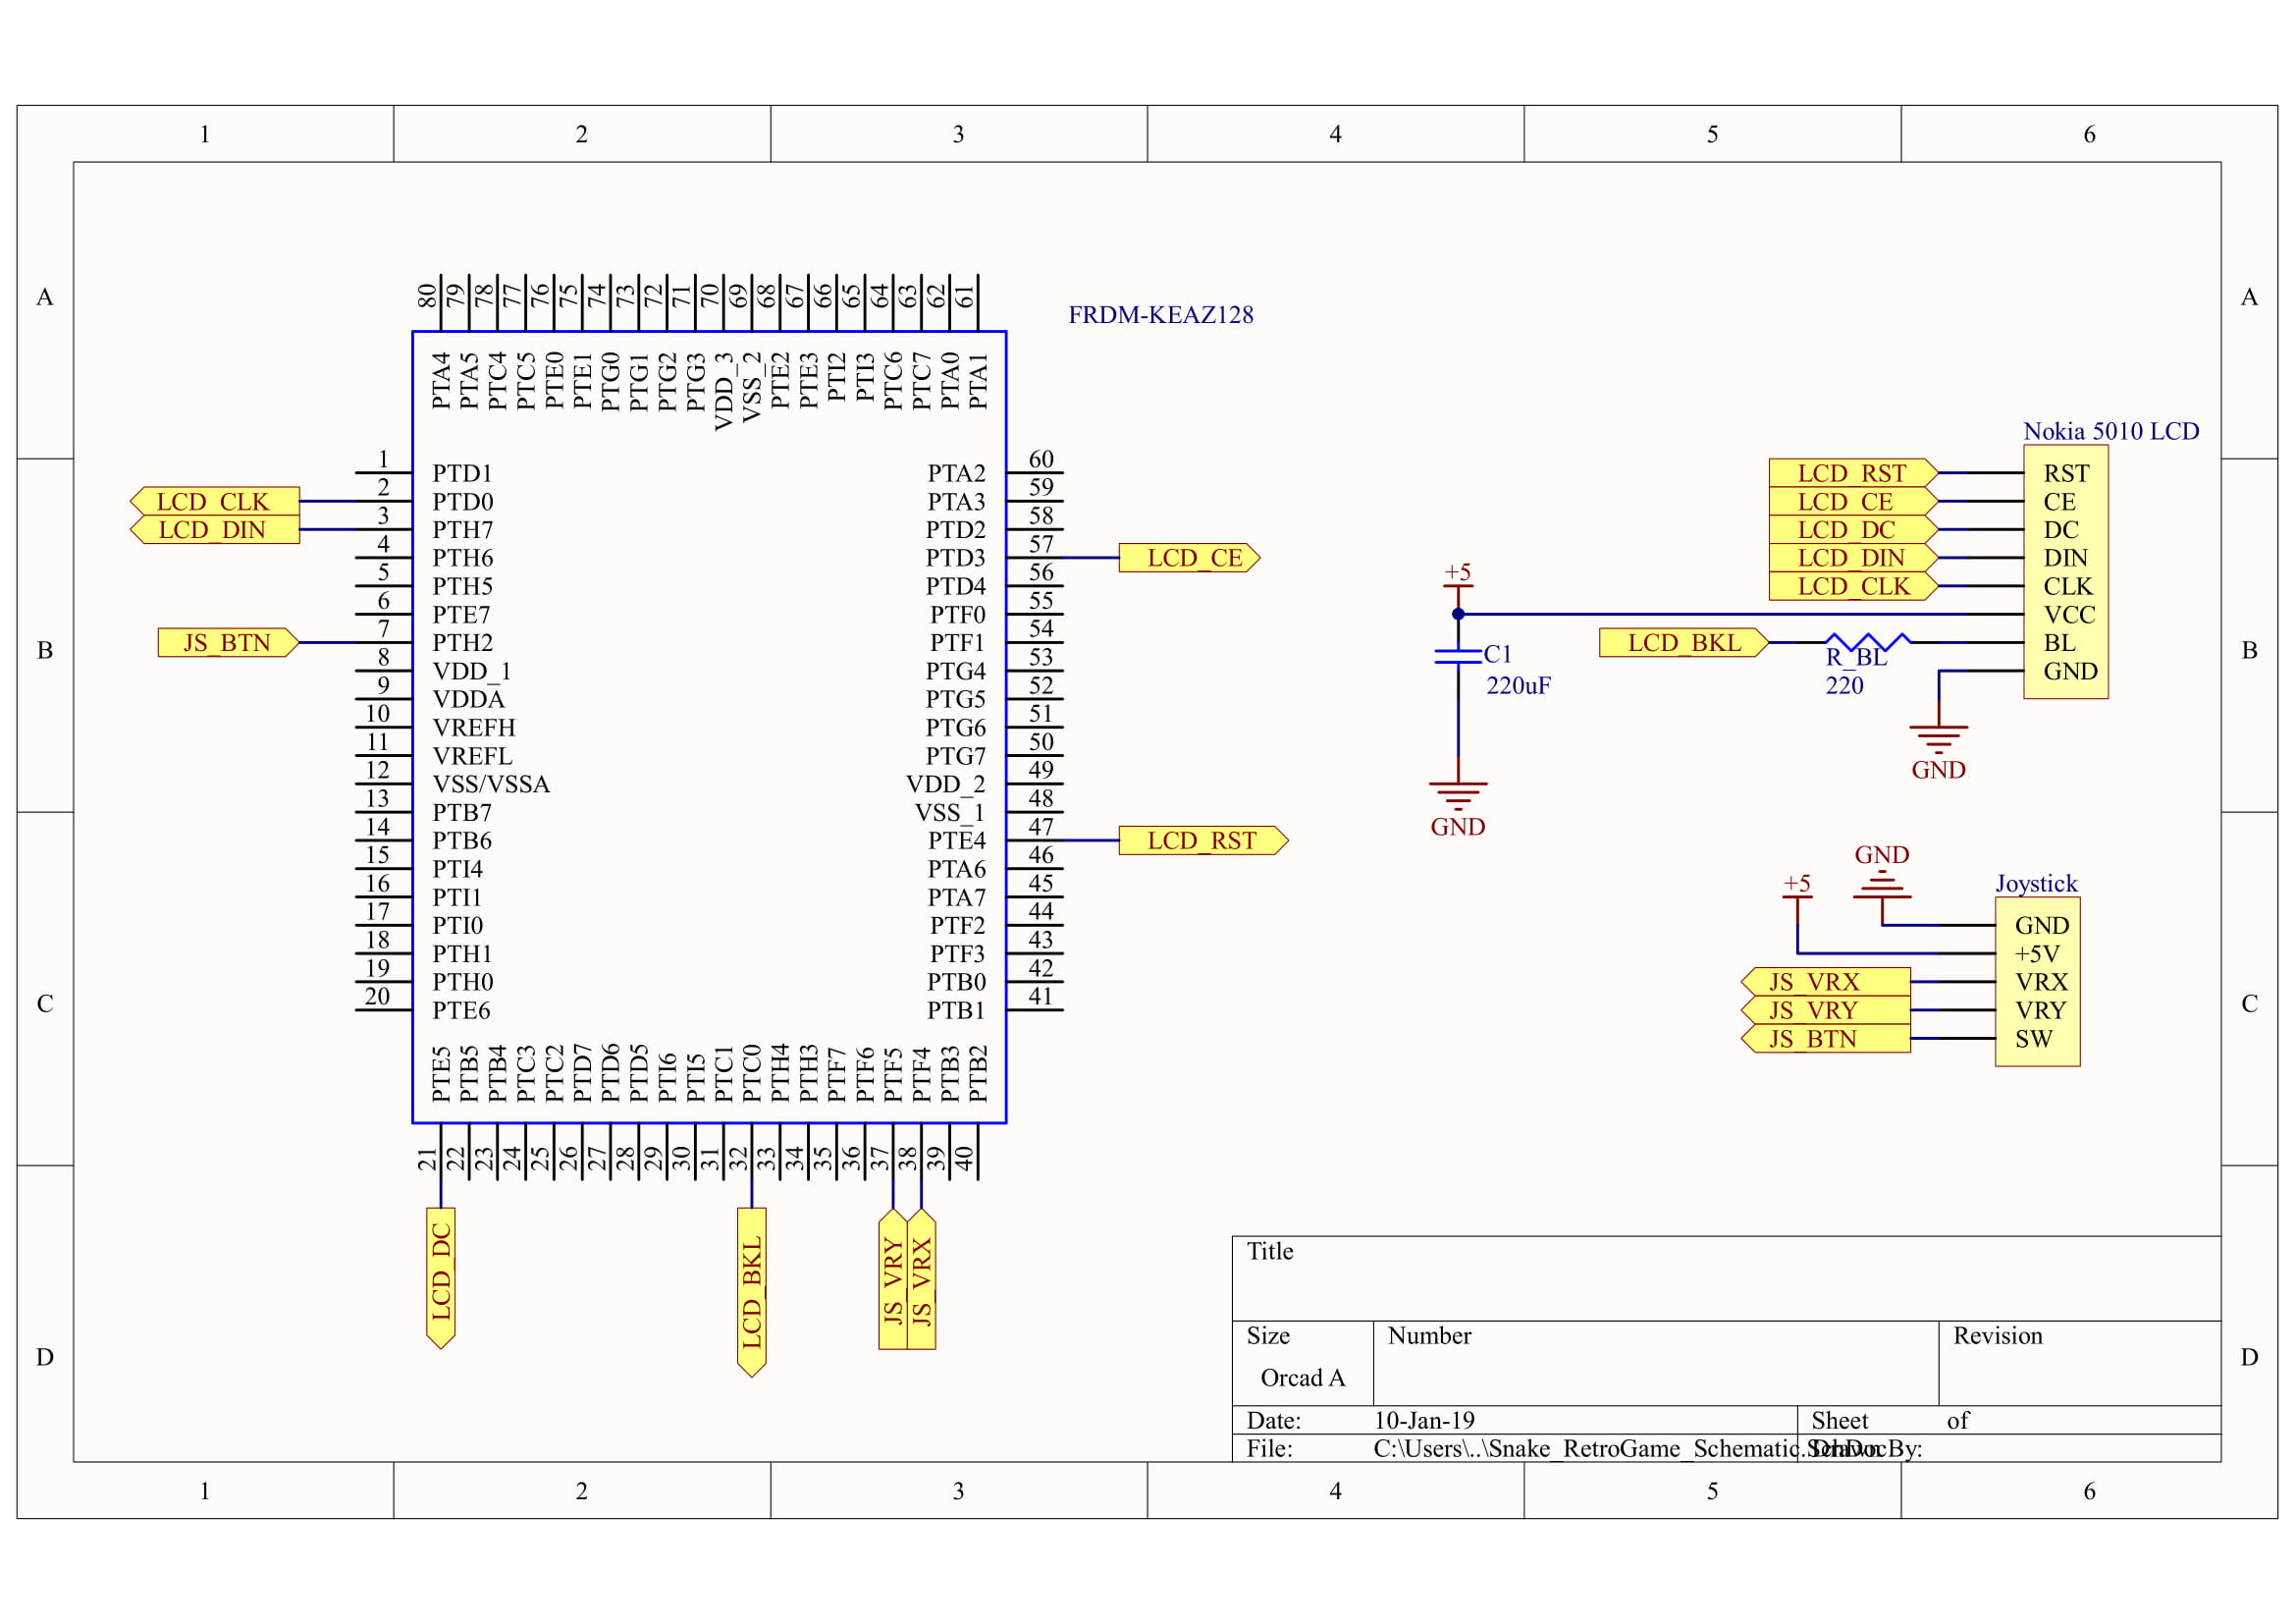 1 2 3 4 5 6
A A
FRDM-KEAZ128
80 79 78 77 76 75 74 73 72 71 70 69 68 67 66 65 64 63 62 61
PTA4 PTA5 PTC4 PTC5 PTE0 PTE1 PTG0 PTG1 PTG2 PTG3 VDD_3 VSS_2 PTE2 PTE3 PTI2 PTI3 PTC6 PTC7 PTA0 PTA1
1 PTD1
LCD_CLK 2 PTD0
LCD_DIN 3 PTH7
4 PTH6
5 PTH5
6 PTE7
JS_BTN 7 PTH2
8 VDD_1
9 VDDA
10 VREFH
11 VREFL
12 VSS/VSSA
13 PTB7
14 PTB6
15 PTI4
16 PTI1
17 PTI0
18 PTH1
19 PTH0
20 PTE6
PTA2 60
PTA3 59
PTD2 58
PTD3 57 LCD_CE
PTD4 56
PTF0 55
PTF1 54
PTG4 53
PTG5 52
PTG6 51
PTG7 50
VDD_2 49
VSS_1 48
PTE4 47 LCD_RST
PTA6 46
PTA7 45
PTF2 44
PTF3 43
PTB0 42
PTB1 41
PTE5 PTB5 PTB4 PTC3 PTC2 PTD7 PTD6 PTD5 PTI6 PTI5 PTC1 PTC0 PTH4 PTH3 PTF7 PTF6 PTF5 PTF4 PTB3 PTB2
21 22 23 24 25 26 27 28 29 30 31 32 33 34 35 36 37 38 39 40
LCD_DC LCD_BKL JS_VRY JS_VRX
Nokia 5010 LCD
LCD_RST RST
LCD_CE CE
LCD_DC DC
LCD_DIN DIN
LCD_CLK CLK
+5 VCC
LCD_BKL R_BL BL
220
GND
GND
C1
220uF
GND
B B
Joystick
GND GND
+5 +5V
JS_VRX VRX
JS_VRY VRY
JS_BTN SW
C C
D D
Title
Size Number Revision
Orcad A
Date: 10-Jan-19 Sheet of
File: C:\Users\..\Snake_RetroGame_Schematic.SchDoc Drawn By:
1 2 3 4 5 6